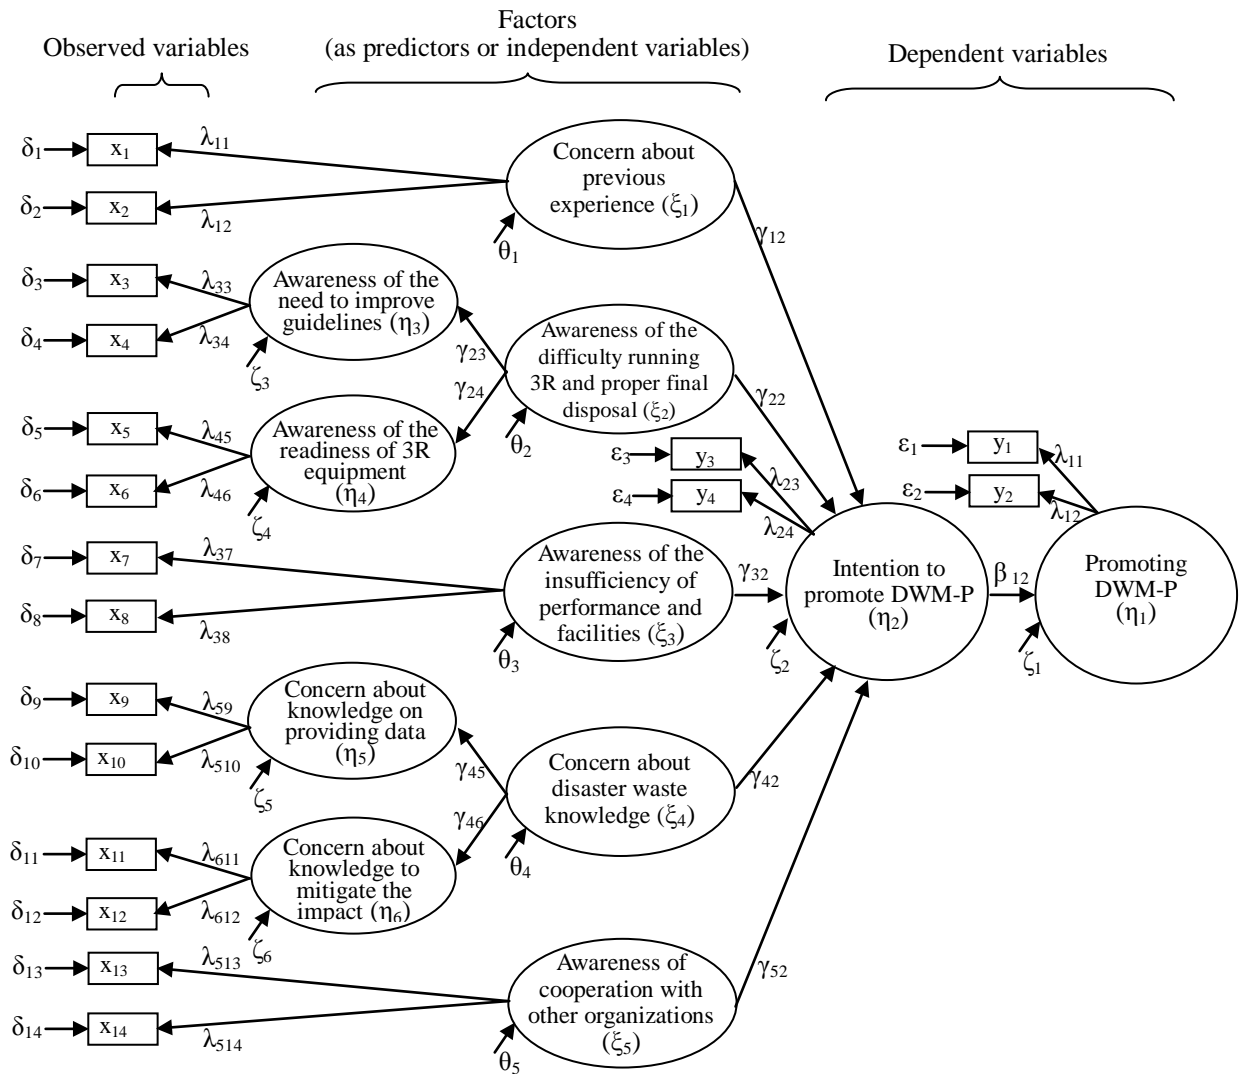 Factors
(as predictors or independent variables)
Observed variables
Dependent variables
δ1
x1
λ11
δ2
x2
λ12
Concern about
previous
experience (ξ1)
θ1
γ12
δ3
x3
λ33
δ4
x4
λ34
Awareness of the
need to improve
guidelines (η3)
ζ3
γ23
γ24
Awareness of the
difficulty running
3R and proper final
disposal (ξ2)
θ2
γ22
δ5
x5
λ45
δ6
x6
λ46
Awareness of the
readiness of 3R
equipment
(η4)
ζ4
ε3
y3
λ23
ε4
y4
λ24
ε1
y1
λ11
ε2
y2
λ12
δ7
x7
λ37
δ8
x8
λ38
Awareness of the
insufficiency of
performance and
facilities (ξ3)
θ3
γ32
Intention to
promote DWM-P
(η2)
ζ2
β12
Promoting
DWM-P
(η1)
ζ1
δ9
x9
λ59
δ10
x10
λ510
Concern about
knowledge on
providing data
(η5)
ζ5
γ45
γ46
Concern about
disaster waste
knowledge (ξ4)
θ4
γ42
δ11
x11
λ611
δ12
x12
λ612
Concern about
knowledge to
mitigate the
impact (η6)
ζ6
δ13
x13
λ513
δ14
x14
λ514
Awareness of
cooperation with
other organizations
(ξ5)
θ5
γ52